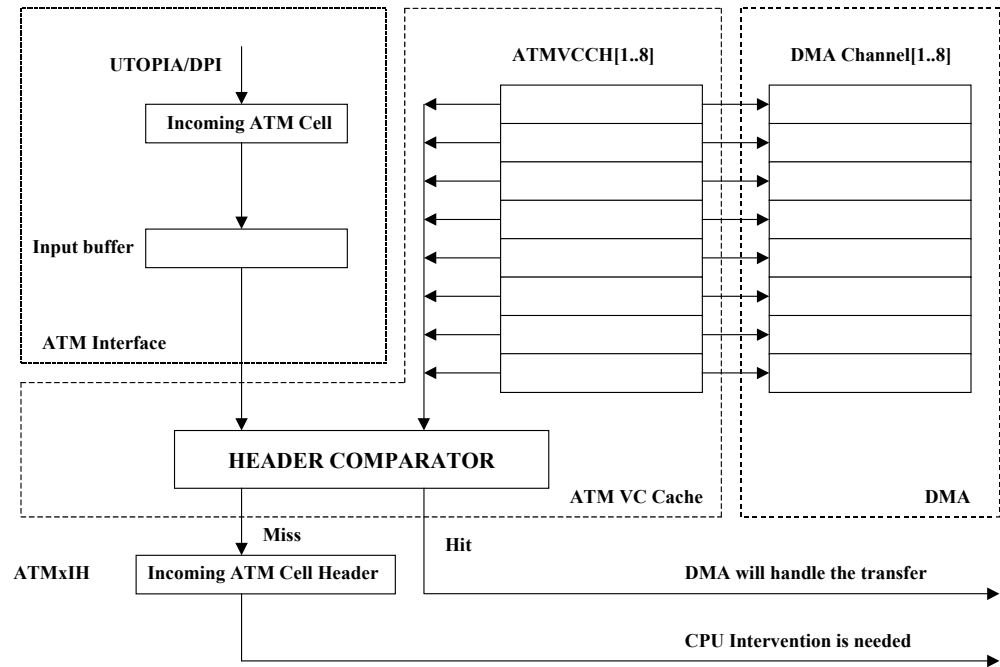 ATMVCCH[1..8]
DMA Channel[1..8]
UTOPIA/DPI
Incoming ATM Cell
Input buffer
ATM Interface
HEADER COMPARATOR
ATM VC Cache
DMA
Miss
Hit
ATMxIH
Incoming ATM Cell Header
DMA will handle the transfer
CPU Intervention is needed